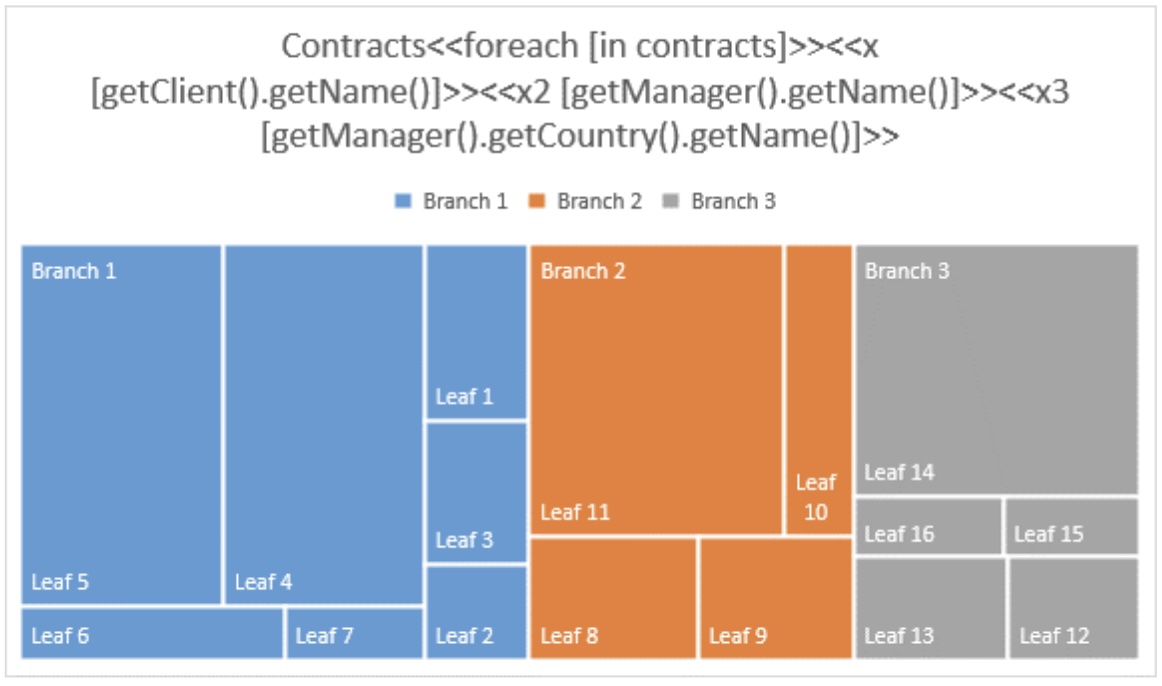 Contracts<<foreach [in contracts]>><<x
[getClient().getName()]>><<x2 [getManager().getName()]>><<x3
[getManager().getCountry().getName()]>>
Branch 1 Branch 2 Branch 3
Branch 1
Leaf 5
Leaf 4
Leaf 6
Leaf 7
Leaf 1
Leaf 3
Leaf 2
Branch 2
Leaf 11
Leaf
10
Leaf 8
Leaf 9
Branch 3
Leaf 14
Leaf 16
Leaf 15
Leaf 13
Leaf 12